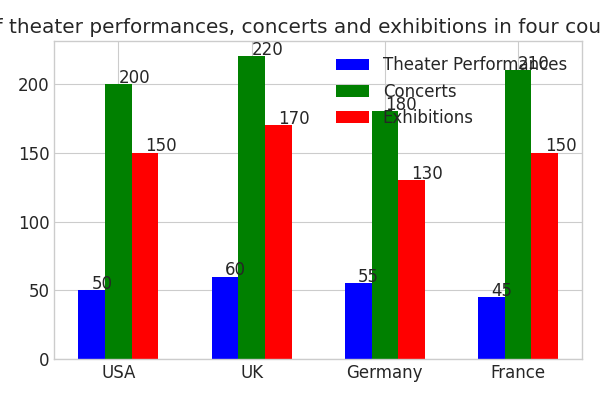 of theater performances, concerts and exhibitions in four cou
220
Theater Performances
210
200
200
Concerts
180
Exhibitions
170
150
150
150
130
100
60
55
50
50
45
0
USA
UK
Germany
France